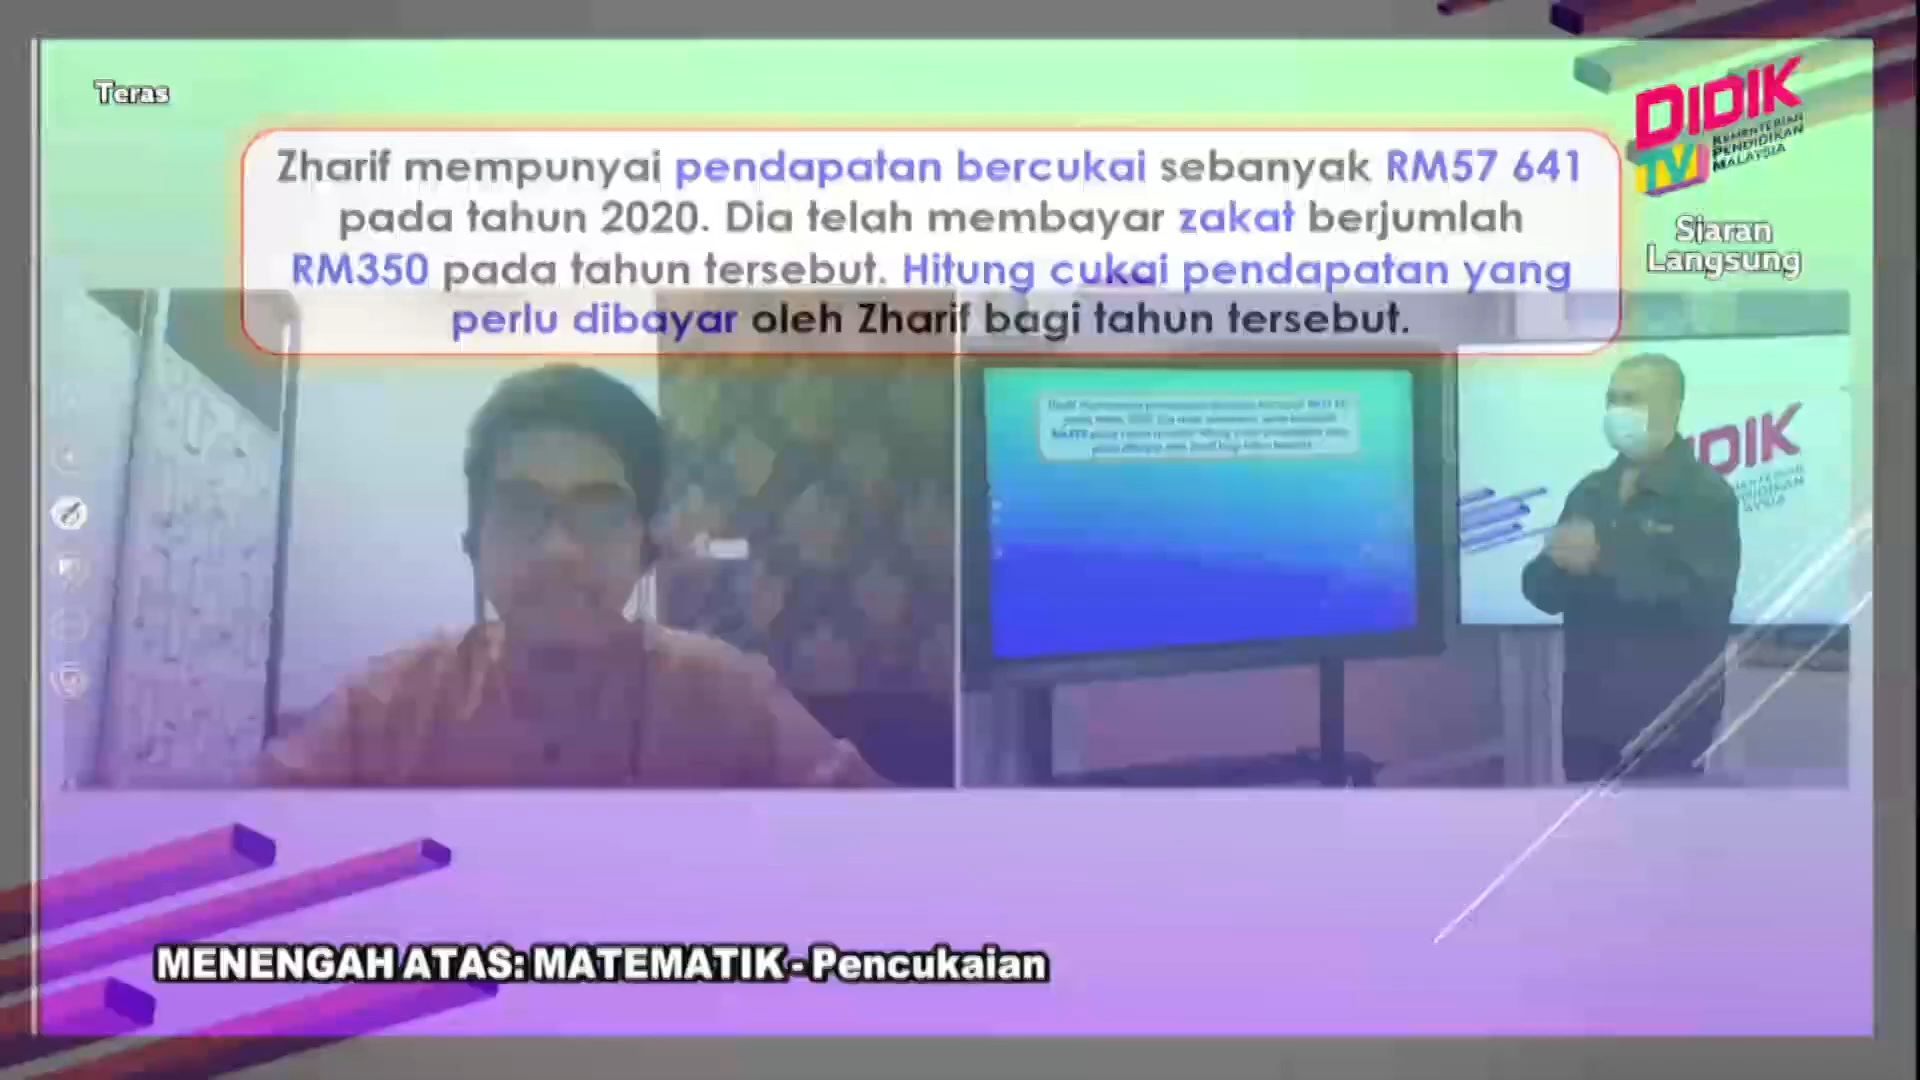 Teras
Zharif mempunyai pendapatan bercukai sebanyak RM57 641
pada tahun 2020. Dia telah membayar zakat berjumlah
RM350 pada tahun tersebut. Hitung cukai pendapatan yang
perlu dibayar oleh Zharif bagi tahun tersebut.
DIDIK
TV
KEMENTERIAN
PENDIDIKAN
MALAYSIA
Siaran
Langsung
DIDIK
MENENGAH ATAS: MATEMATIK - Pencukaian